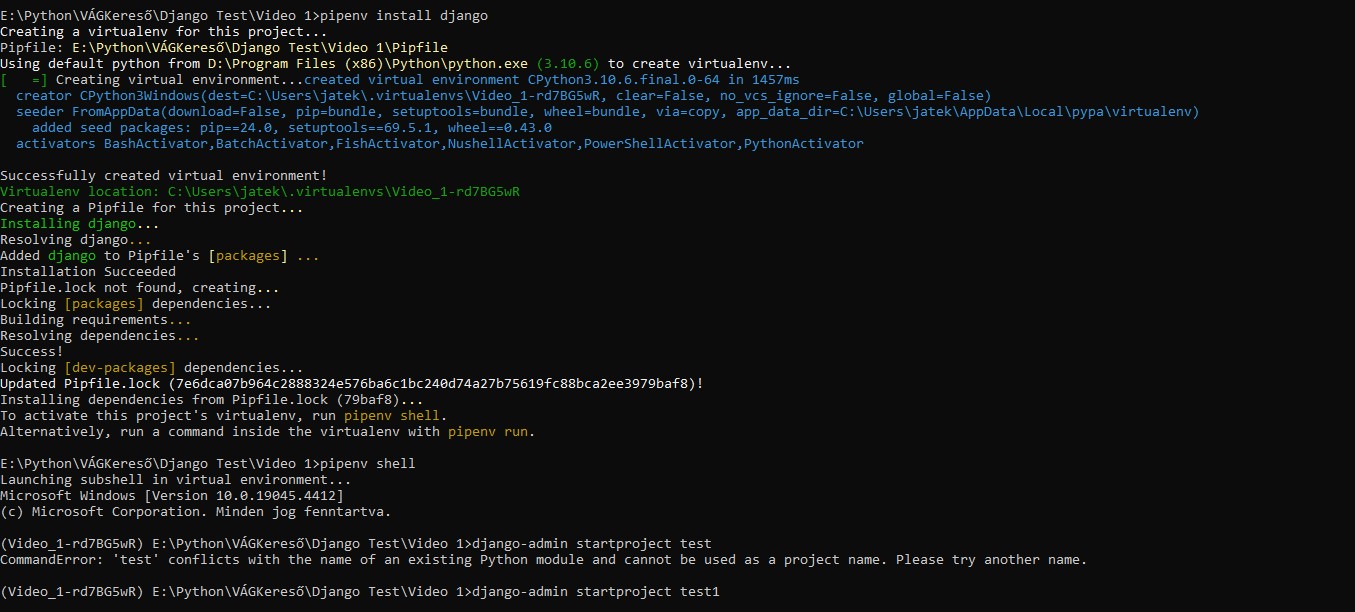 E:\Python\VÁGKereső\Django Test\Video 1>pipenv install django
Creating a virtualenv for this project...
Pipfile: E:\Python\VÁGKereső\Django Test\Video 1\Pipfile
Using default python from D:\Program Files (x86)\Python\python.exe (3.10.6) to create virtualenv...
[   =] Creating virtual environment...created virtual environment CPython3.10.6.final.0-64 in 1457ms
  creator CPython3Windows(dest=C:\Users\jatek\.virtualenvs\Video_1-rd7BG5wR, clear=False, no_vcs_ignore=False, global=False)
  seeder FromAppData(download=False, pip=bundle, setuptools=bundle, wheel=bundle, via=copy, app_data_dir=C:\Users\jatek\AppData\Local\pypa\virtualenv)
    added seed packages: pip==24.0, setuptools==69.5.1, wheel==0.43.0
  activators BashActivator,BatchActivator,FishActivator,NushellActivator,PowerShellActivator,PythonActivator
Successfully created virtual environment!
Virtualenv location: C:\Users\jatek\.virtualenvs\Video_1-rd7BG5wR
Creating a Pipfile for this project...
Installing django...
Resolving django...
Added django to Pipfile's [packages] ...
Installation Succeeded
Pipfile.lock not found, creating...
Locking [packages] dependencies...
Building requirements...
Resolving dependencies...
Success!
Locking [dev-packages] dependencies...
Updated Pipfile.lock (7e6dca07b964c2888324e576ba6c1bc240d74a27b75619fc88bca2ee3979baf8)!
Installing dependencies from Pipfile.lock (79baf8)...
To activate this project's virtualenv, run pipenv shell.
Alternatively, run a command inside the virtualenv with pipenv run.
E:\Python\VÁGKereső\Django Test\Video 1>pipenv shell
Launching subshell in virtual environment...
Microsoft Windows [Version 10.0.19045.4412]
(c) Microsoft Corporation. Minden jog fenntartva.
(Video_1-rd7BG5wR) E:\Python\VÁGKereső\Django Test\Video 1>django-admin startproject test
CommandError: 'test' conflicts with the name of an existing Python module and cannot be used as a project name. Please try another name.
(Video_1-rd7BG5wR) E:\Python\VÁGKereső\Django Test\Video 1>django-admin startproject test1